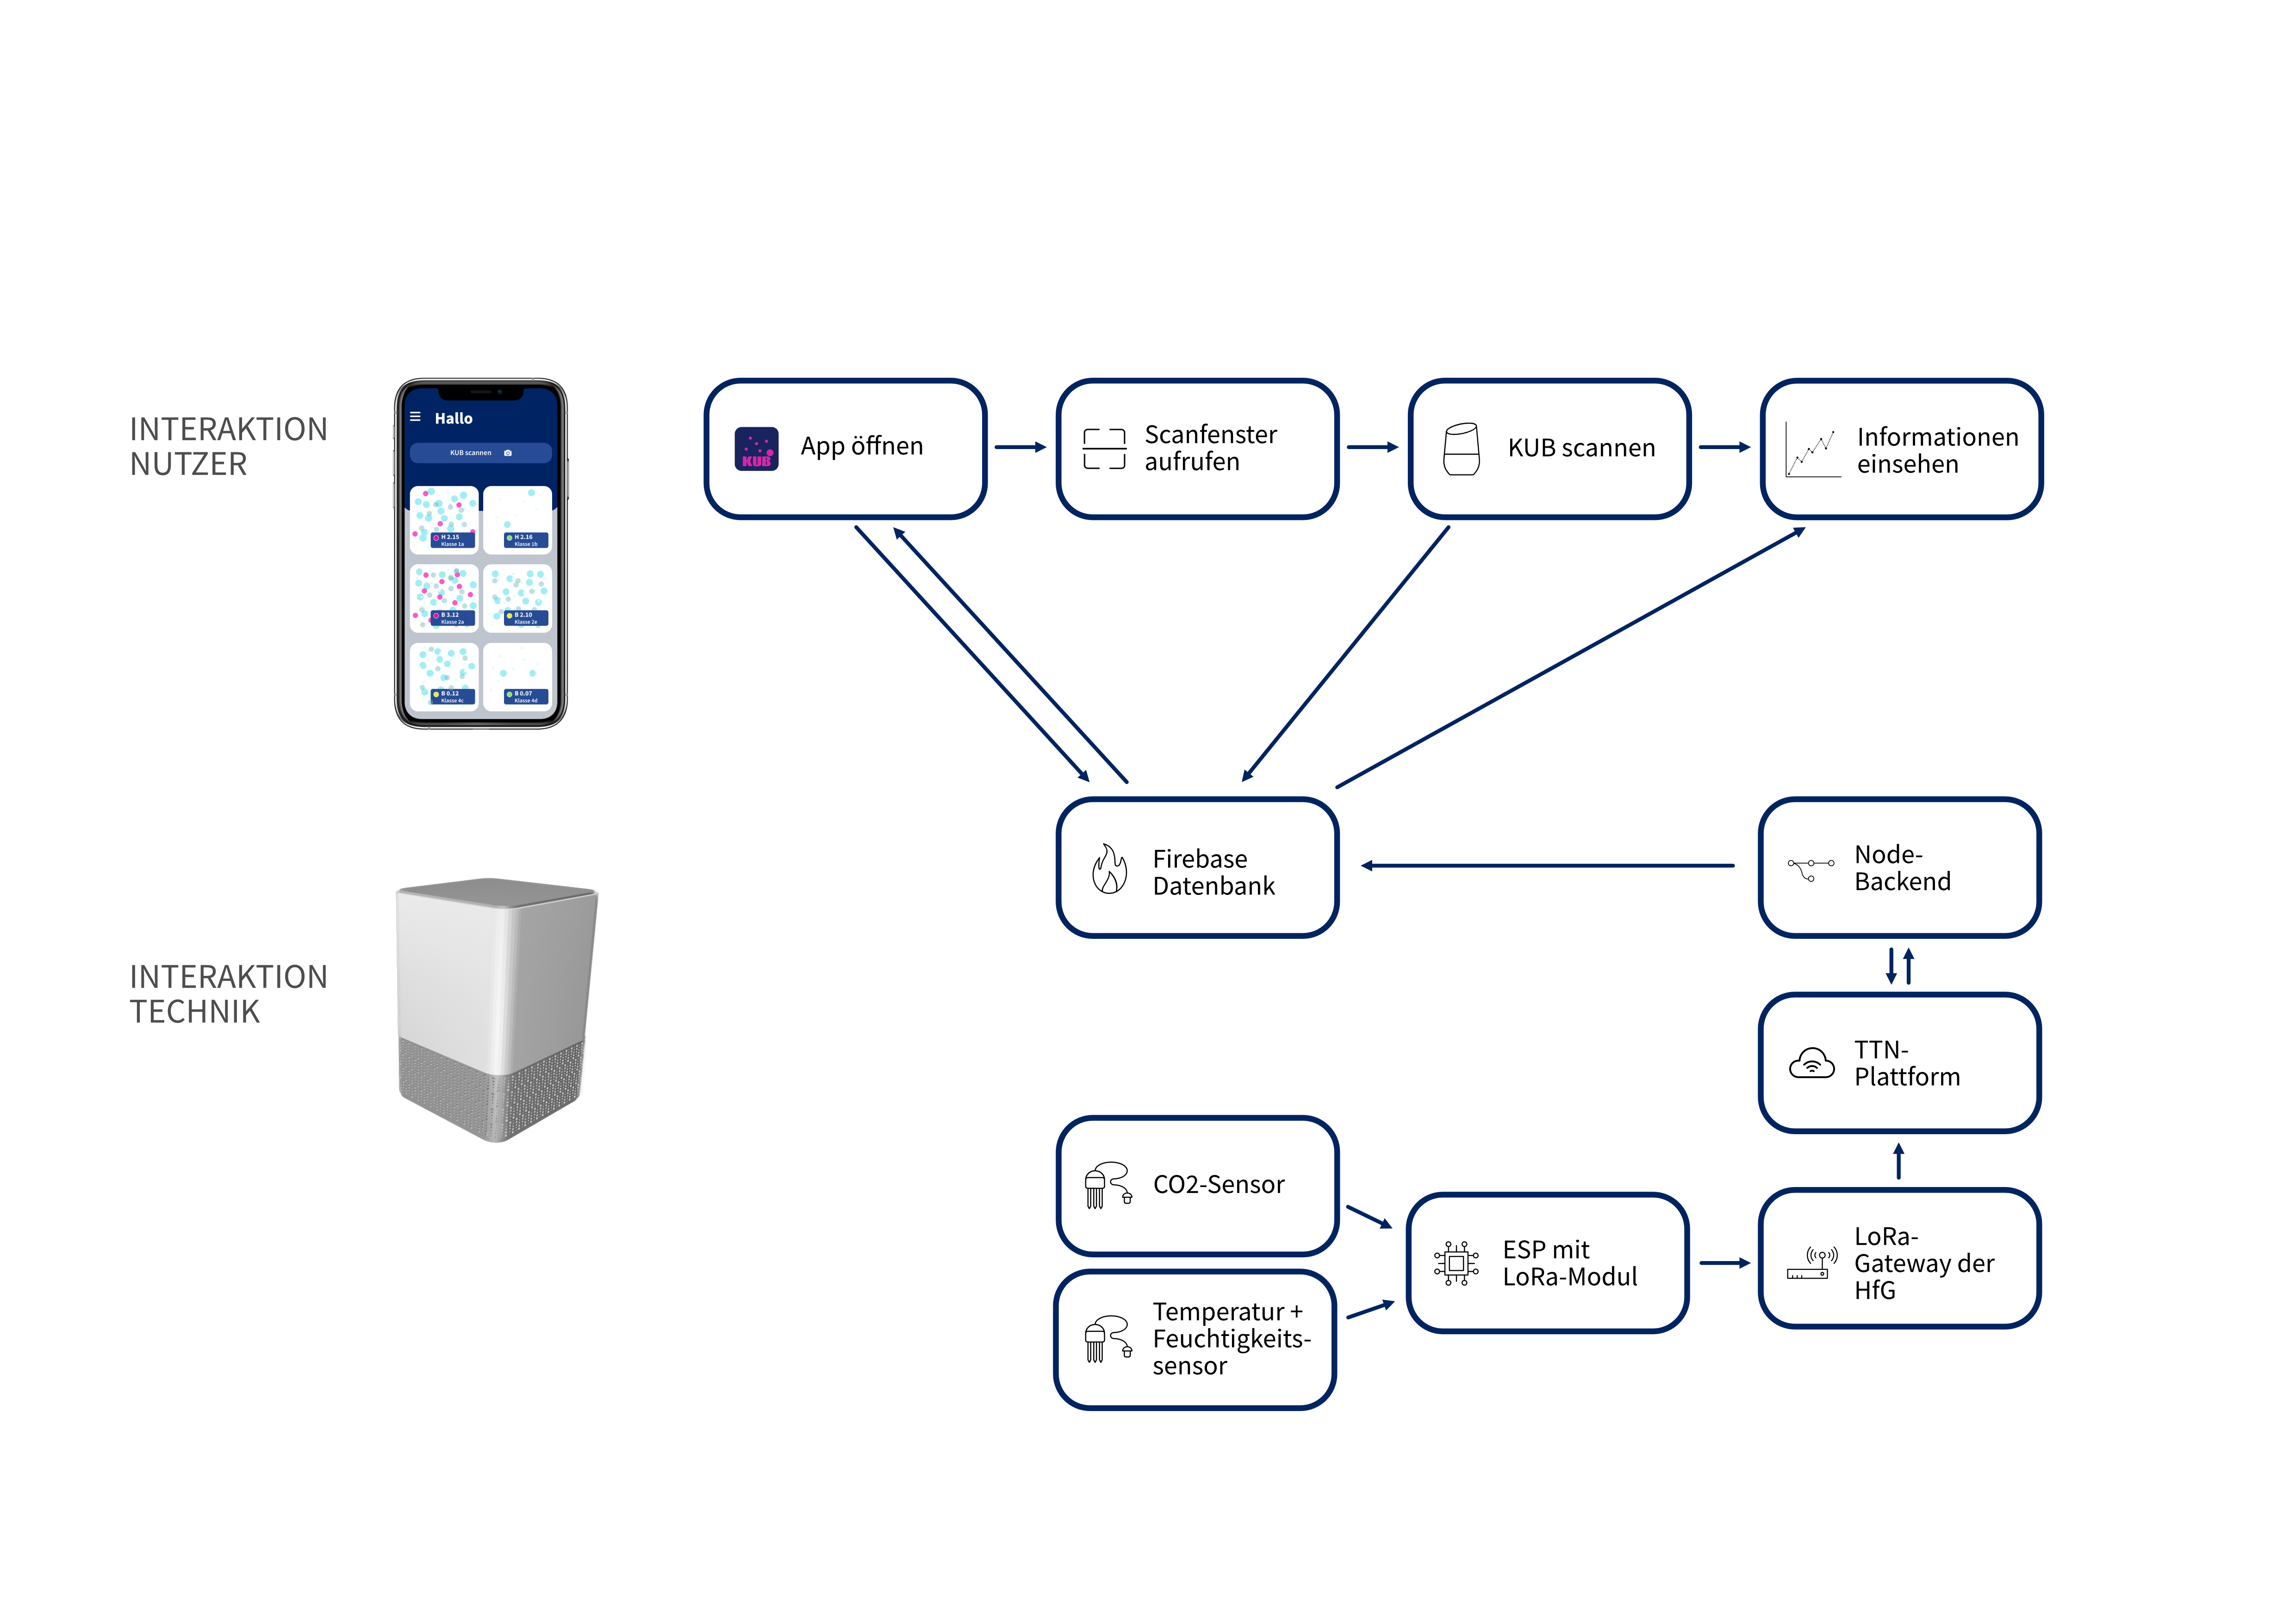 INTERAKTION
NUTZER
Hallo
KUB scannen
H 2.15
Klasse 1a
H 2.16
Klasse 1b
B 3.12
Klasse 2a
B 2.10
Klasse 2e
B 0.12
Klasse 4c
B 0.07
Klasse 4d
KUB
App öffnen
Scanfenster
aufrufen
KUB scannen
Informationen
einsehen
INTERAKTION
TECHNIK
Firebase
Datenbank
Node-
Backend
TTN-
Plattform
CO2-Sensor
Temperatur +
Feuchtigkeits-
sensor
ESP mit
LoRa-Modul
LoRa-
Gateway der
HfG